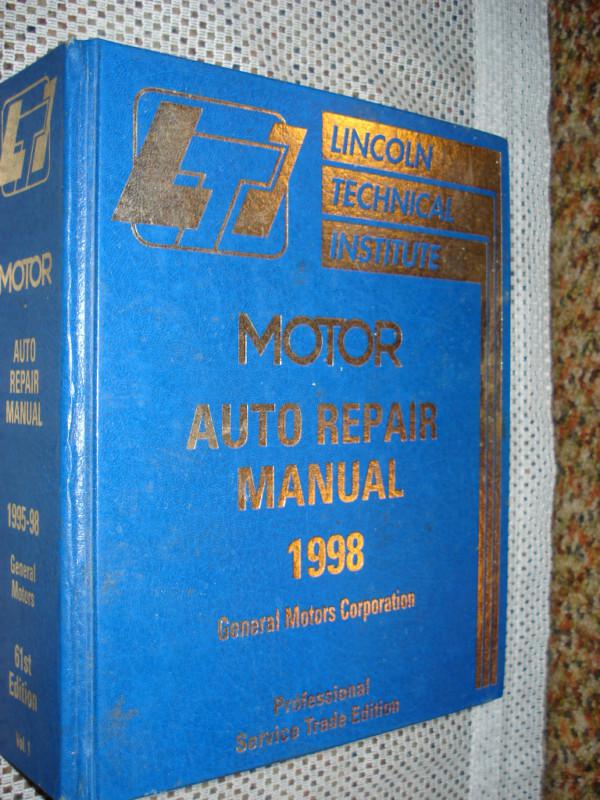 LTI
MOTOR
AUTO
REPAIR
MANUAL
1995-98
General
Motors
61st
Edition
Vol. 1
LTI
LINCOLN
TECHNICAL
INSTITUTE
MOTOR
AUTO REPAIR
MANUAL
1998
General Motors Corporation
Professional
Service Trade Edition